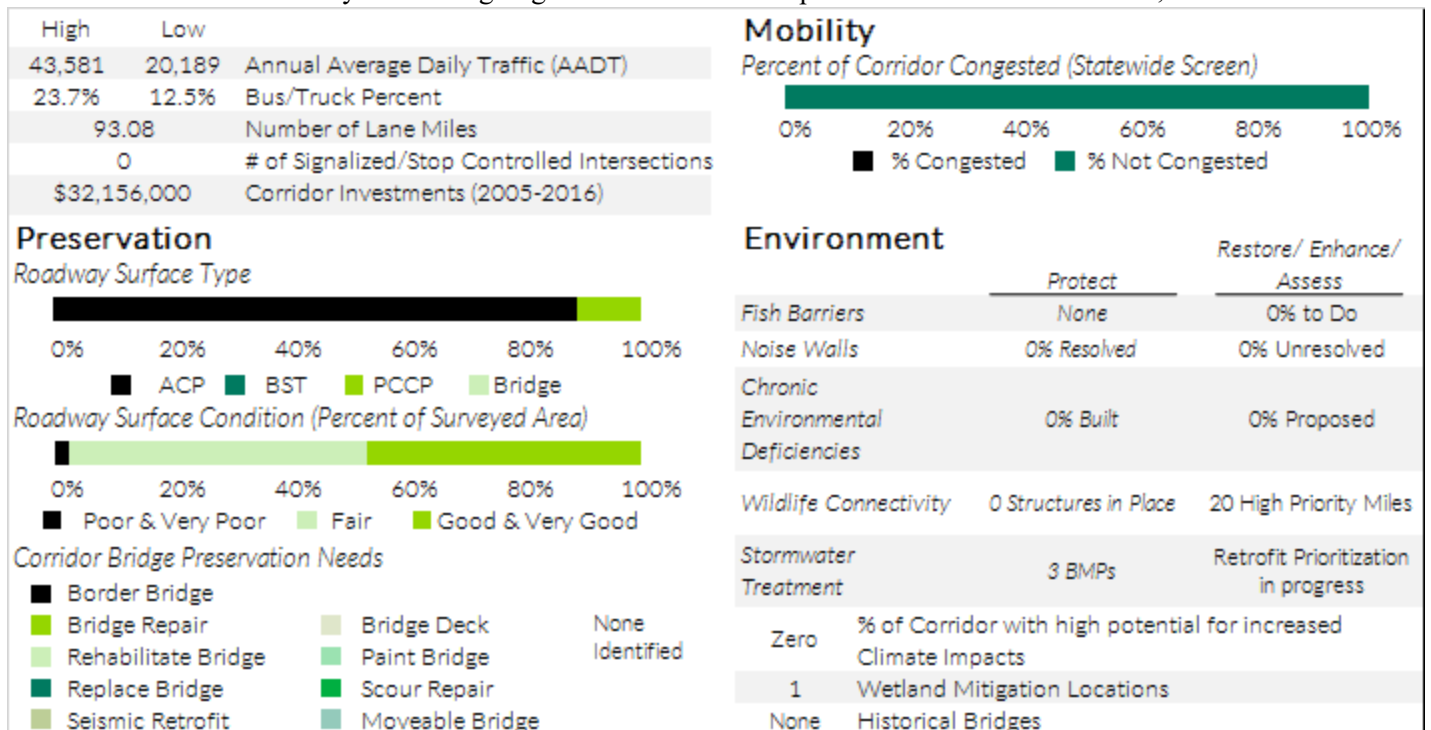 High Low
43,581 20,189 Annual Average Daily Traffic (AADT)
23.7% 12.5% Bus/Truck Percent
93.08 Number of Lane Miles
0 # of Signalized/Stop Controlled Intersections
$32,156,000 Corridor Investments (2005-2016)
Preservation
Roadway Surface Type
0% 20% 40% 60% 80% 100%
ACP BST PCCP Bridge
Roadway Surface Condition (Percent of Surveyed Area)
0% 20% 40% 60% 80% 100%
Poor & Very Poor Fair Good & Very Good
Corridor Bridge Preservation Needs
Border Bridge
Bridge Repair Bridge Deck None
Rehabilitate Bridge Paint Bridge Identified
Replace Bridge Scour Repair
Seismic Retrofit Moveable Bridge
Mobility
Percent of Corridor Congested (Statewide Screen)
0% 20% 40% 60% 80% 100%
% Congested % Not Congested
Environment
Restore/ Enhance/
Protect Assess
Fish Barriers None 0% to Do
Noise Walls 0% Resolved 0% Unresolved
Chronic
Environmental 0% Built 0% Proposed
Deficiencies
Wildlife Connectivity 0 Structures in Place 20 High Priority Miles
Stormwater Retrofit Prioritization
Treatment 3 BMPs in progress
Zero % of Corridor with high potential for increased
Climate Impacts
1 Wetland Mitigation Locations
None Historical Bridges